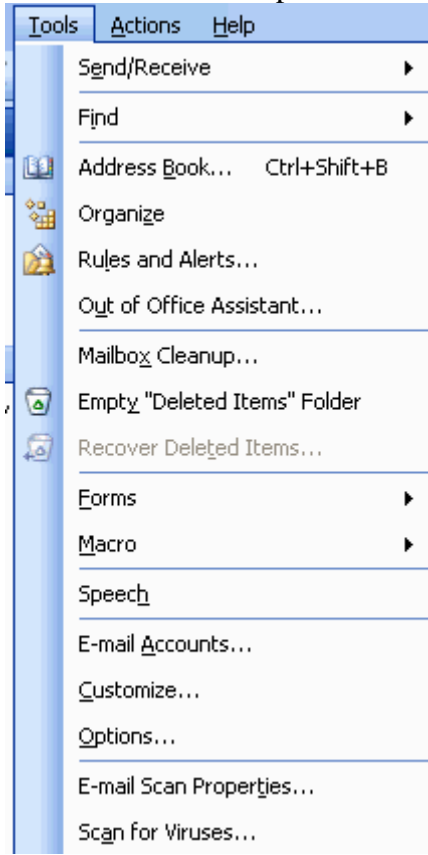 Tools Actions Help
Send/Receive
Find
Address Book... Ctrl+Shift+B
Organize
Rules and Alerts...
Out of Office Assistant...
Mailbox Cleanup...
Empty "Deleted Items" Folder
Recover Deleted Items...
Forms
Macro
Speech
E-mail Accounts...
Customize...
Options...
E-mail Scan Properties...
Scan for Viruses...